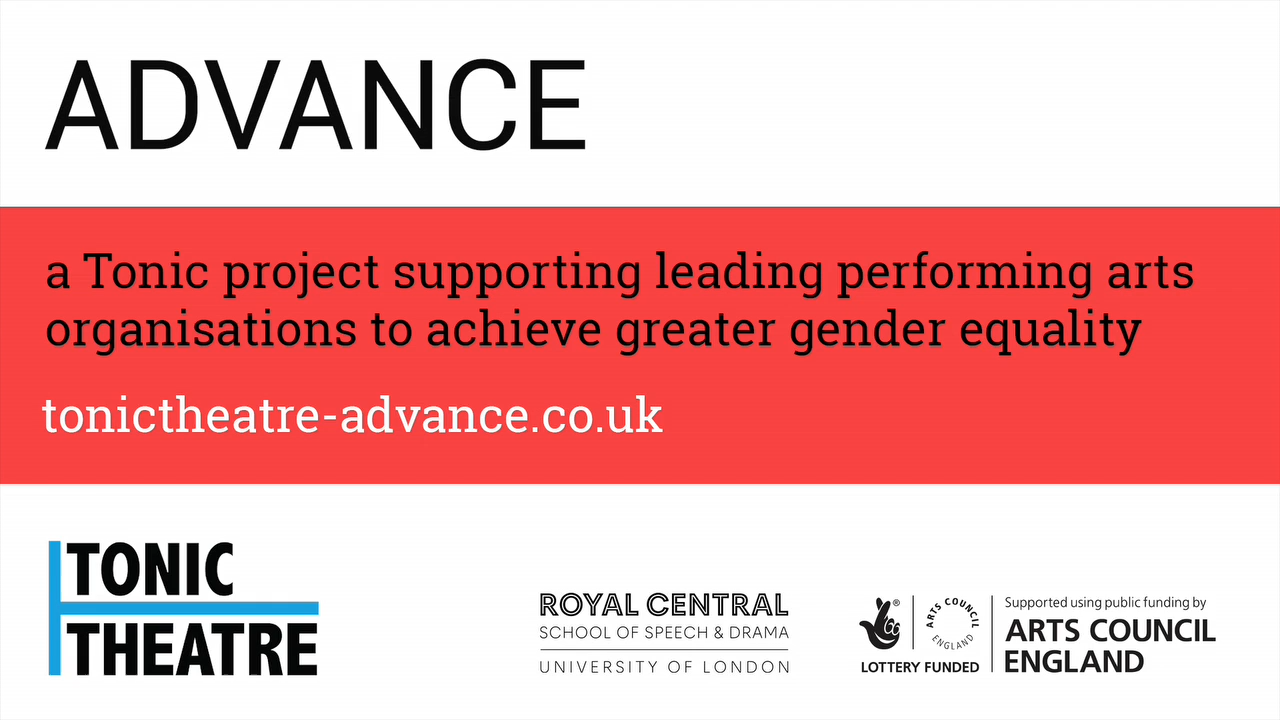 ADVANCE
a Tonic project supporting leading performing arts
organisations to achieve greater gender equality
tonictheatre-advance.co.uk
TONIC
THEATRE
ROYAL CENTRAL
SCHOOL OF SPEECH & DRAMA
UNIVERSITY OF LONDON
®
LOTTERY FUNDED
ARTS COUNCIL
ENGLAND
Supported using public funding by
ARTS COUNCIL
ENGLAND